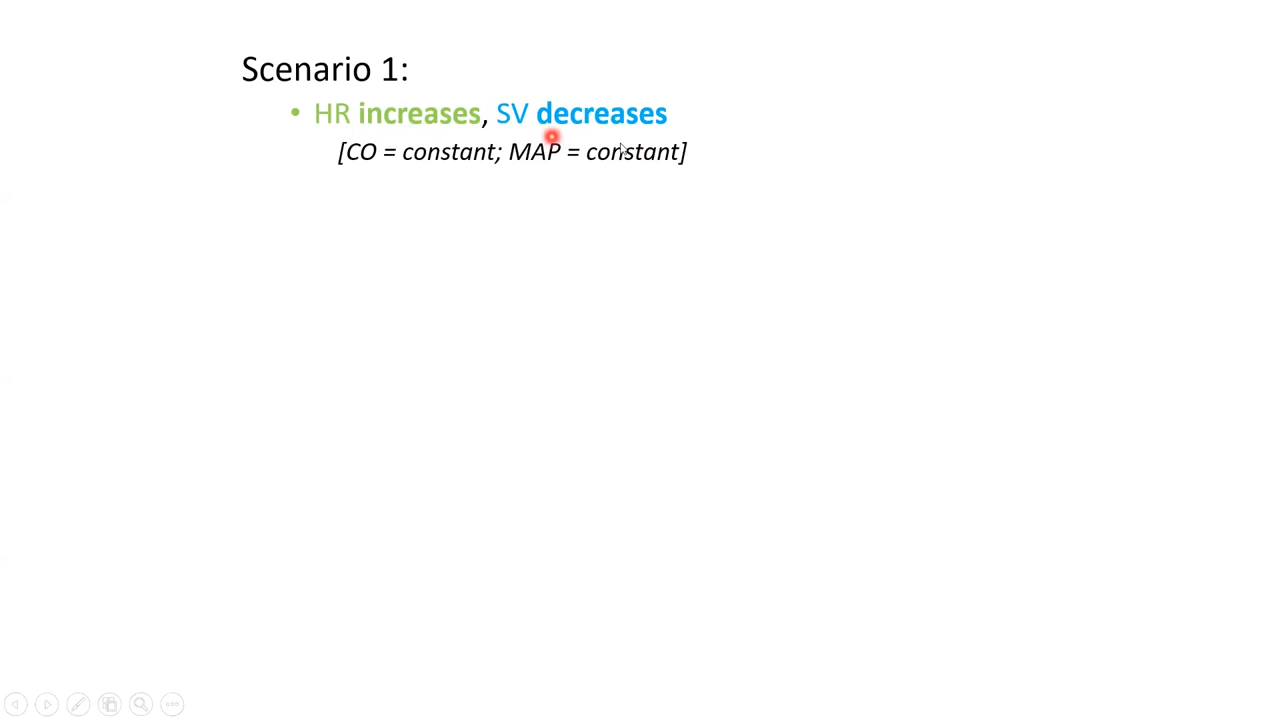 Scenario 1:
• HR increases, SV decreases
[CO = constant; MAP = constant]